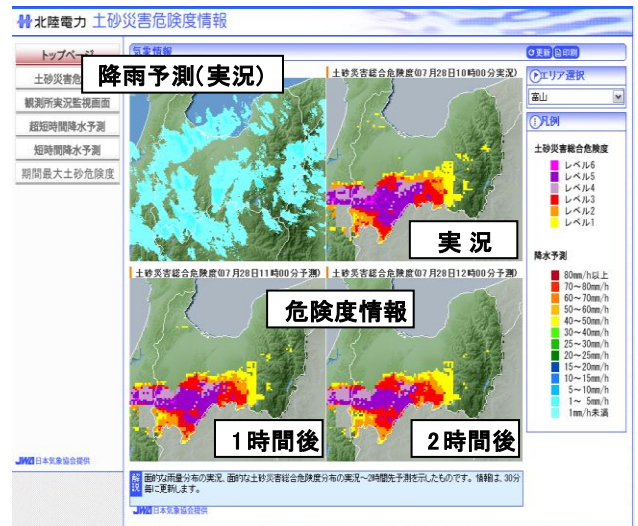 北陸電力 土砂災害危険度情報
トップページ
土砂災害危
観測所実況監視画面
超短時間降水予測
短時間降水予測
期間最大土砂危険度
気象情報
降雨予測(実況)
土砂災害総合危険度(07月28日10時00分実況)
実況
土砂災害総合危険度(07月28日11時00分予測)
土砂災害総合危険度(07月28日12時00分予測)
危険度情報
1時間後
2時間後
更新 印刷
エリア選択
富山
凡例
土砂災害総合危険度
レベル6
レベル5
レベル4
レベル3
レベル2
レベル1
降水予測
80mm/h以上
70～80mm/h
60～70mm/h
50～60mm/h
40～50mm/h
30～40mm/h
25～30mm/h
20～25mm/h
15～20mm/h
10～15mm/h
5～10mm/h
1～ 5mm/h
1mm/h未満
JWA日本気象協会提供
解説 面的な雨量分布の実況、面的な土砂災害総合危険度分布の実況～2時間先予測を示したものです。情報は、30分
毎に更新します。
JWA日本気象協会提供